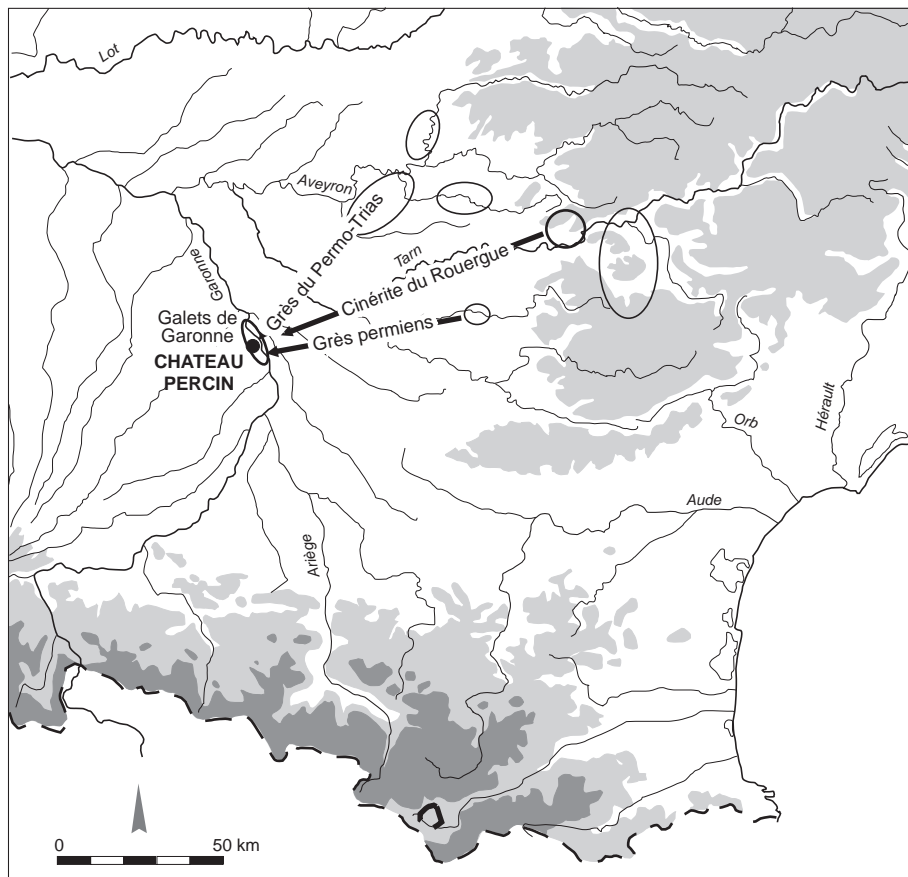 Lot
Aveyron
Garonne
Grès du Permo-Trias
Tarn
Cinérite du Rouergue
Galets de
Garonne
Grès permiens
CHATEAU
PERCIN
Orb
Hérault
Aude
Ariège
0 50 km